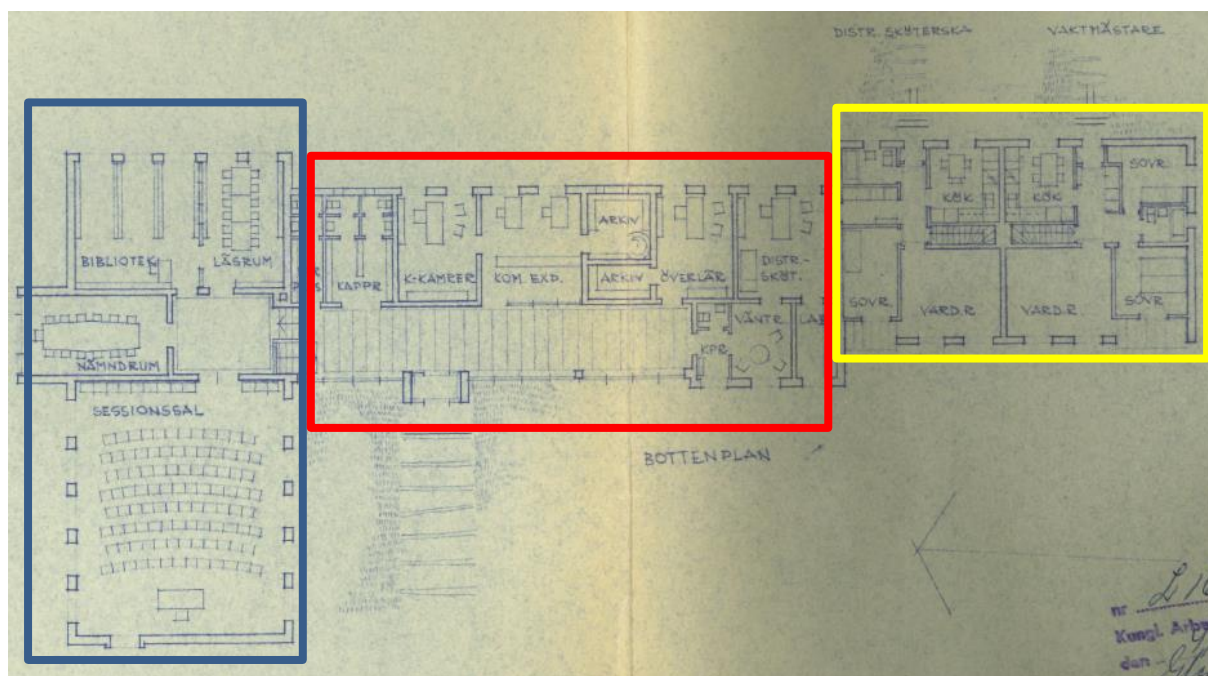 DISTR. SKÖTERSKA
VAKTMÄSTARE
SOVR.
KÖK
KÖK
ARKIV
BIBLIOTEK
LÄSRUM
KAPPR
K-KAMRER
KOM. EXP.
ARKIV
ÖVERLÄR
DISTR.-
SKÖT.
SOVR.
VARD.R
VARD.R
SOVR
VÄNTR.
LAB
KPR
NÄMNDRUM
SESSIONSSAL
BOTTENPLAN
nr
Kungl. Arb
den